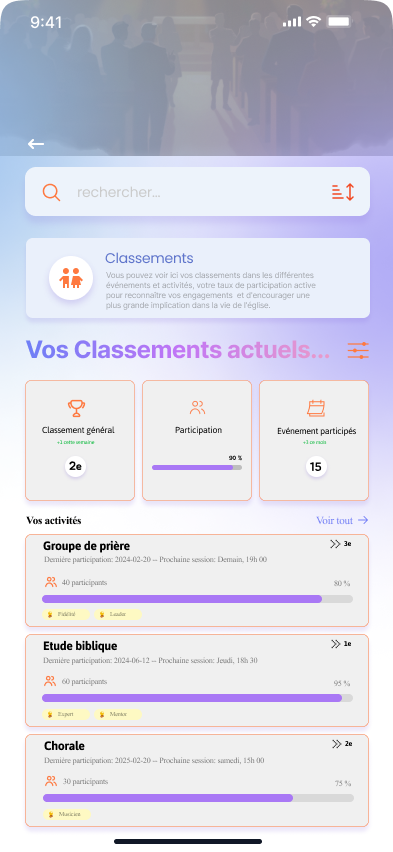 9:41
rechercher...
Classements
Vous pouvez voir ici vos classements dans les différentes
événements et activités, votre taux de participation active
pour reconnaître vos engagements et d'encourager une
plus grande implication dans la vie de l'église.
Vos Classements actuels...
Classement général
+1 cette semaine
2e
Participation
90 %
Evénement participés
+3 ce mois
15
Vos activités
Voir tout
Groupe de prière
3e
Dernière participation: 2024-02-20 -- Prochaine session: Demain, 19h 00
40 participants
80 %
Fidélité
Leader
Etude biblique
1e
Dernière participation: 2024-06-12 -- Prochaine session: Jeudi, 18h 30
60 participants
95 %
Expert
Mentor
Chorale
2e
Dernière participation: 2025-02-20 -- Prochaine session: samedi, 15h 00
30 participants
75 %
Musicien